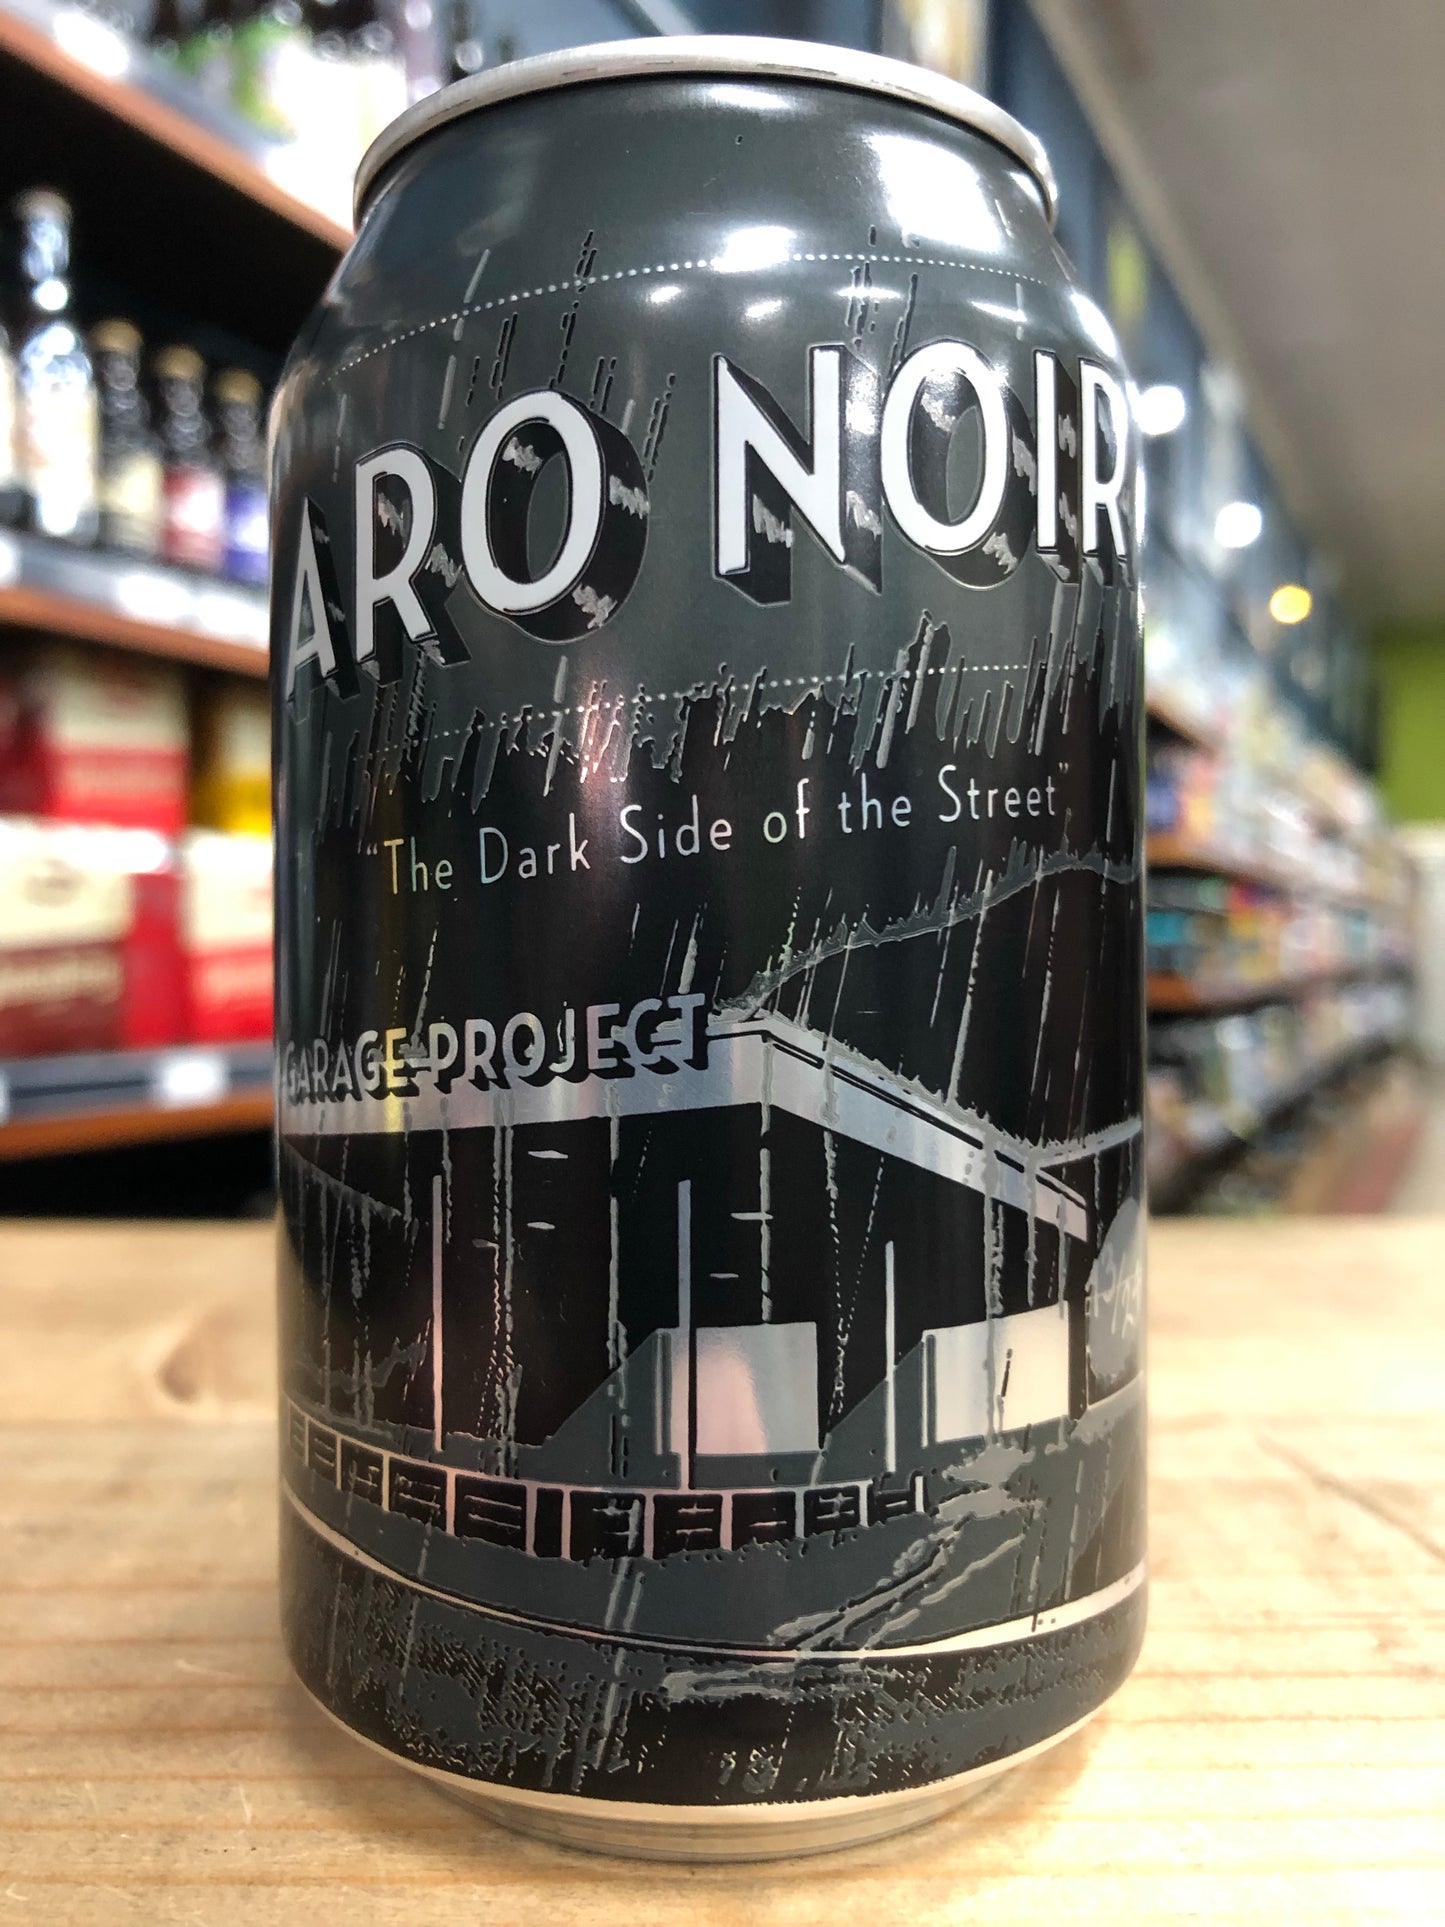 ARO NOIR
"The Dark Side of the Street"
GARAGE PROJECT